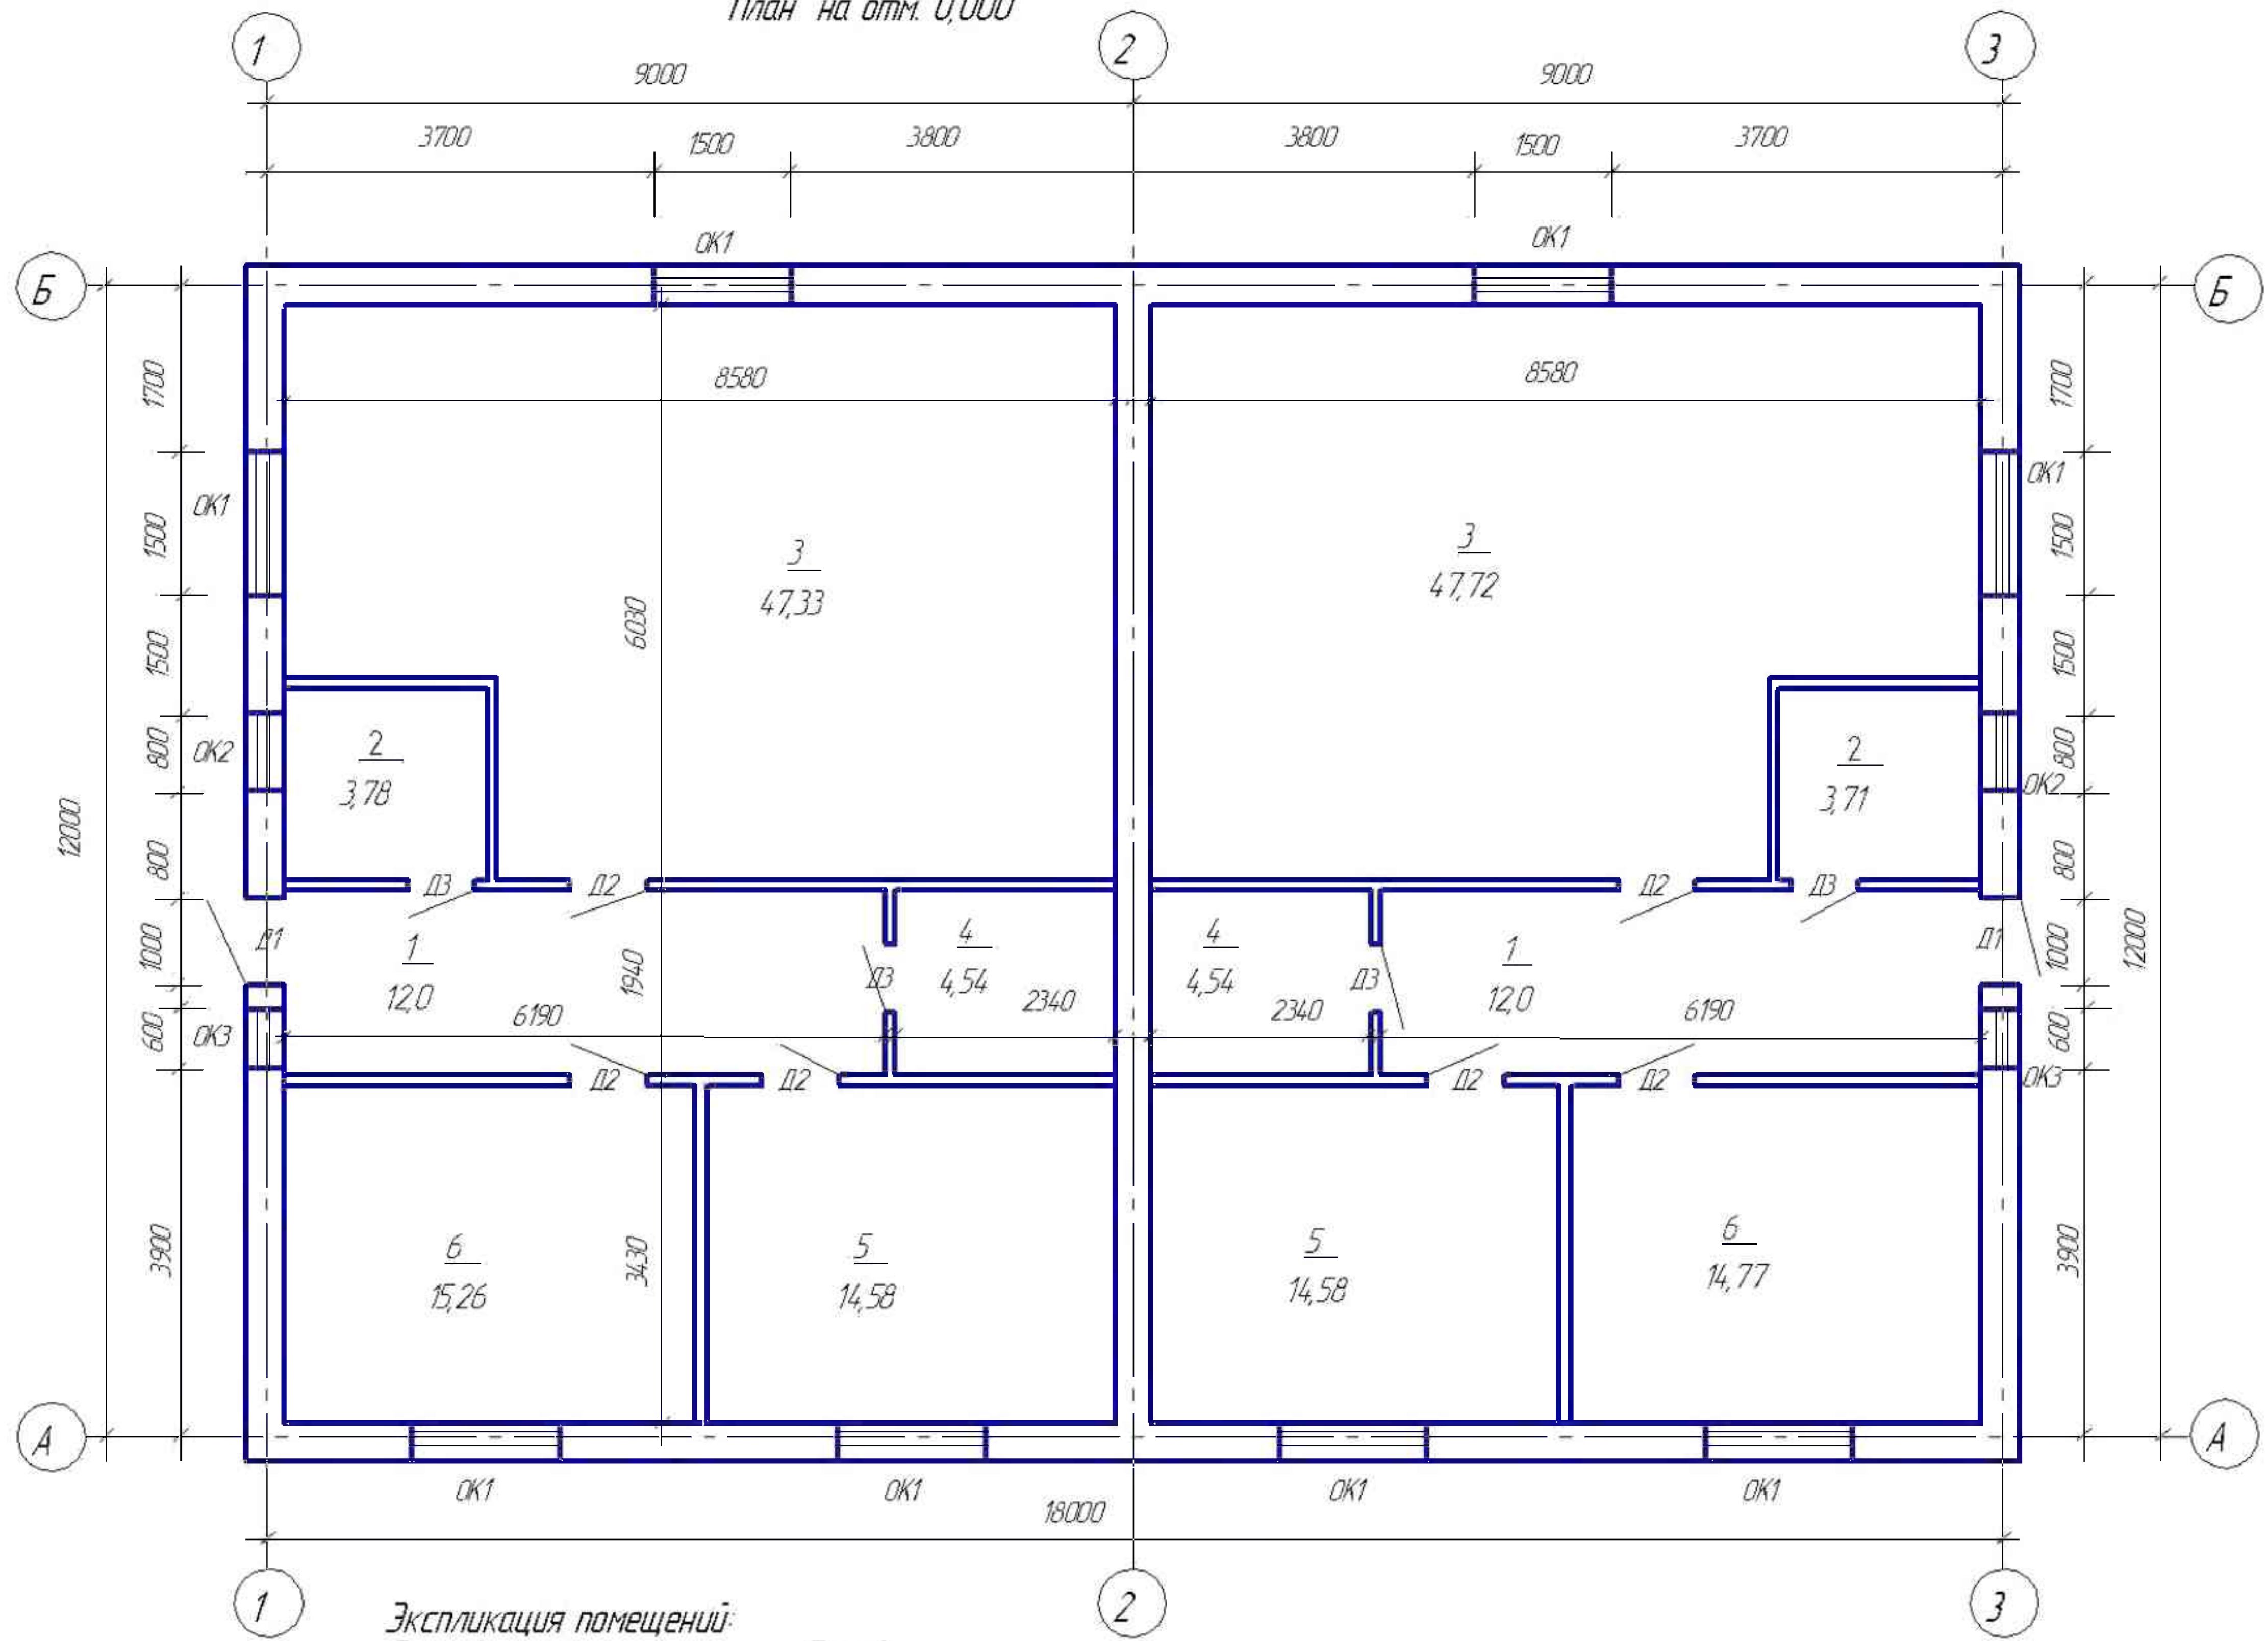 План на отм. 0,000
1 2 3
9000 9000
3700 1500 3800 3800 1500 3700
ОК1 ОК1
Б Б
1700 8580 8580 1700
ОК1 ОК1
1500 1500
3 3
47,33 47,72
6030
1500 1500
2 2
3,78 3,71
800 ОК2 800 ОК2
12000 12000
800 800
Д3 Д2 Д2 Д3
Д1 Д1
1000 1000
1 4 4 1
12,0 4,54 4,54 12,0
1940 Д3 Д3
600 ОК3 6190 2340 2340 6190 600 ОК3
Д2 Д2 Д2 Д2
3900 3430 3900
6 5 5 6
15,26 14,58 14,58 14,77
А А
ОК1 ОК1 ОК1 ОК1
18000
1 2 3
Экспликация помещений: